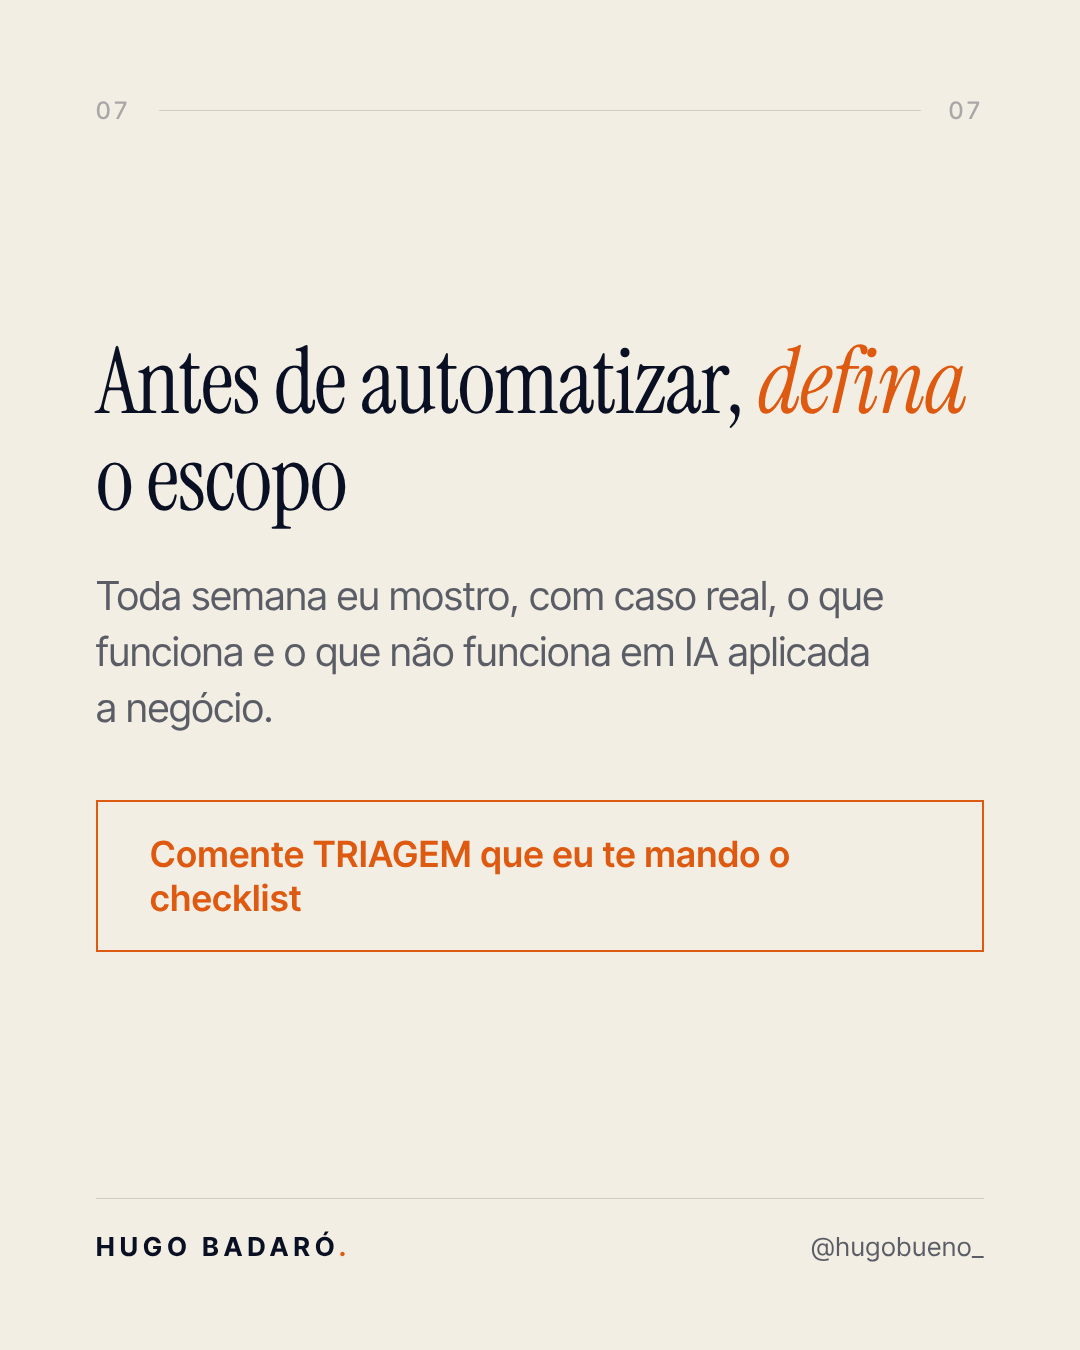 07 07
Antes de automatizar, defina
o escopo
Toda semana eu mostro, com caso real, o que
funciona e o que não funciona em IA aplicada
a negócio.
Comente TRIAGEM que eu te mando o
checklist
HUGO BADARÓ. @hugobueno_